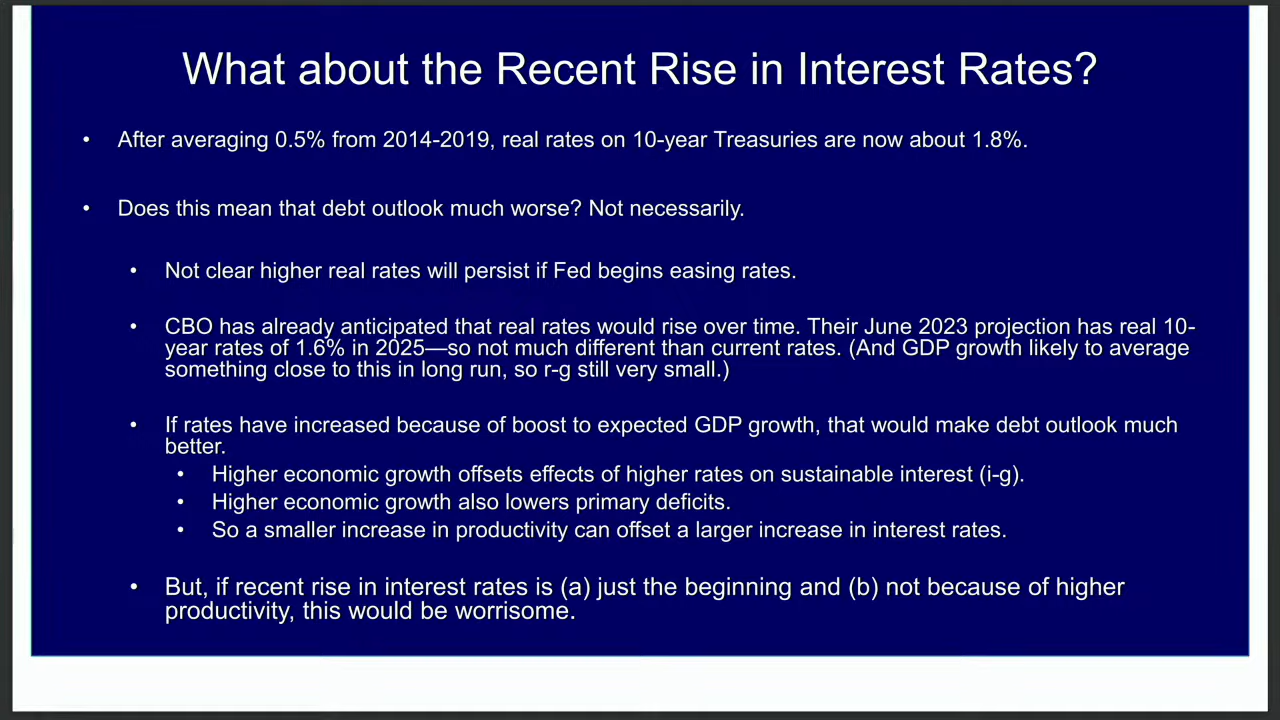 What about the Recent Rise in Interest Rates?
• After averaging 0.5% from 2014-2019, real rates on 10-year Treasuries are now about 1.8%.
• Does this mean that debt outlook much worse? Not necessarily.
• Not clear higher real rates will persist if Fed begins easing rates.
• CBO has already anticipated that real rates would rise over time. Their June 2023 projection has real 10-
year rates of 1.6% in 2025—so not much different than current rates. (And GDP growth likely to average
something close to this in long run, so r-g still very small.)
• If rates have increased because of boost to expected GDP growth, that would make debt outlook much
better.
• Higher economic growth offsets effects of higher rates on sustainable interest (i-g).
• Higher economic growth also lowers primary deficits.
• So a smaller increase in productivity can offset a larger increase in interest rates.
• But, if recent rise in interest rates is (a) just the beginning and (b) not because of higher
productivity, this would be worrisome.